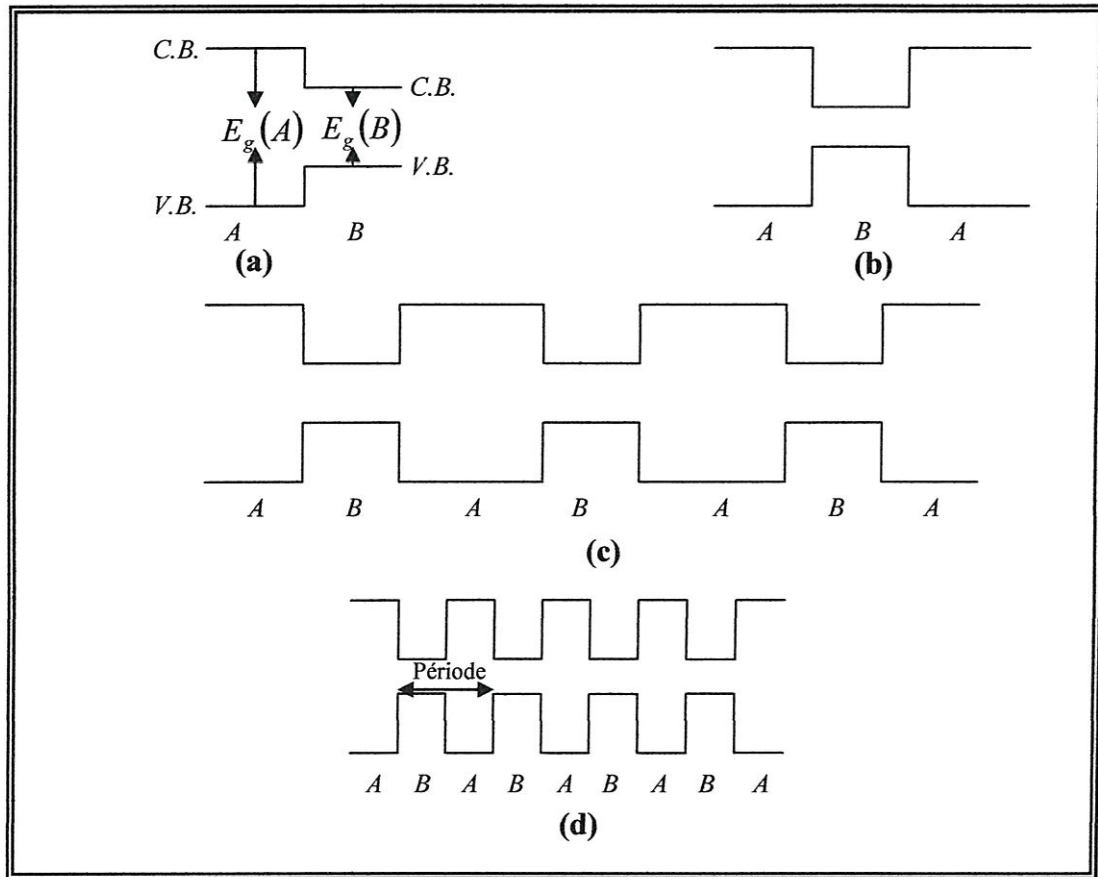 C.B.
C.B.
E_g(A) E_g(B)
V.B.
V.B.
A B
(a)
A B A
(b)
A B A B A B A
(c)
Période
A B A B A B A B A
(d)